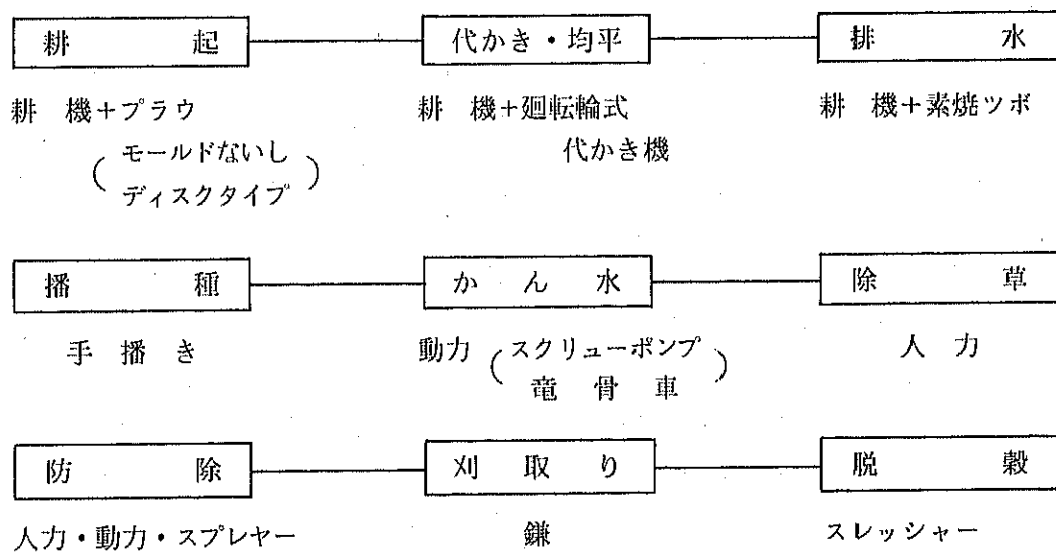 耕起 代かき・均平 排水
耕 機+プラウ 耕 機+廻転輪式 耕 機+素焼ツボ
(モールドないし 代かき機
ディスクタイプ)
播種 かん水 除草
手播き 動力(スクリューポンプ 人力
竜骨車)
防除 刈取り 脱穀
人力・動力・スプレヤー 鎌 スレッシャー